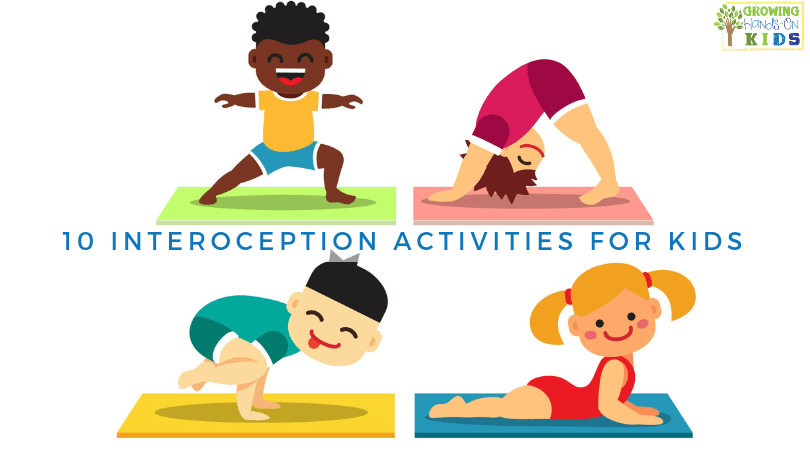 GROWING
Hands-On
KIDS
10 INTEROCEPTION ACTIVITIES FOR KIDS